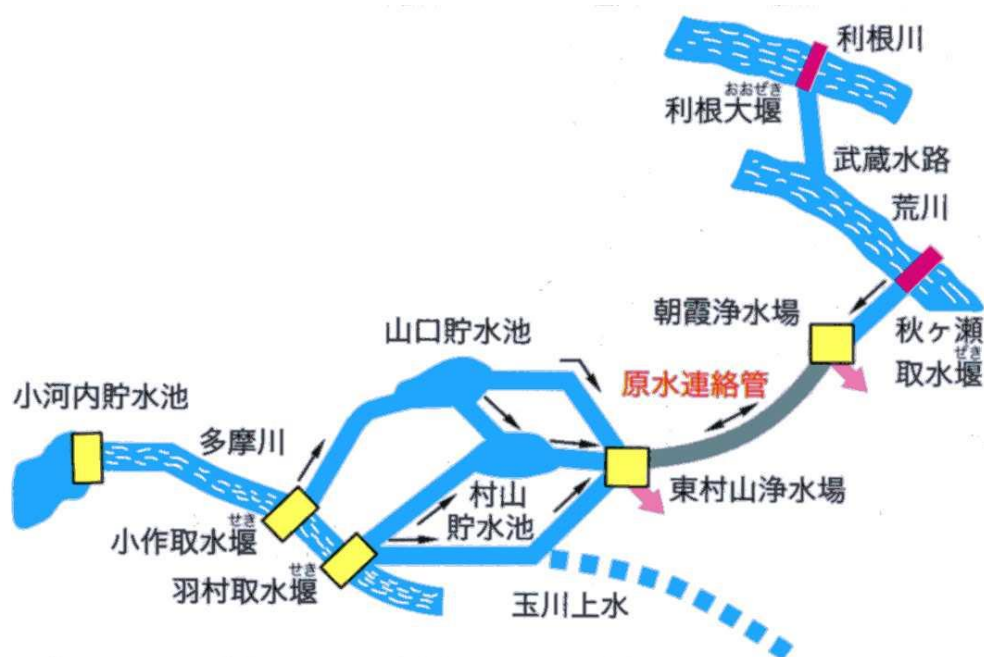 利根川
おおぜき
利根大堰
武蔵水路
荒川
朝霞浄水場
秋ヶ瀬
ぜき
取水堰
山口貯水池
原水連絡管
小河内貯水池
多摩川
東村山浄水場
村山
貯水池
せき
小作取水堰
せき
羽村取水堰
玉川上水